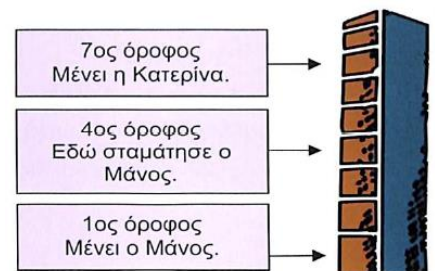 7ος όροφος
Μένει η Κατερίνα.
4ος όροφος
Εδώ σταμάτησε ο
Μάνος.
1ος όροφος
Μένει ο Μάνος.